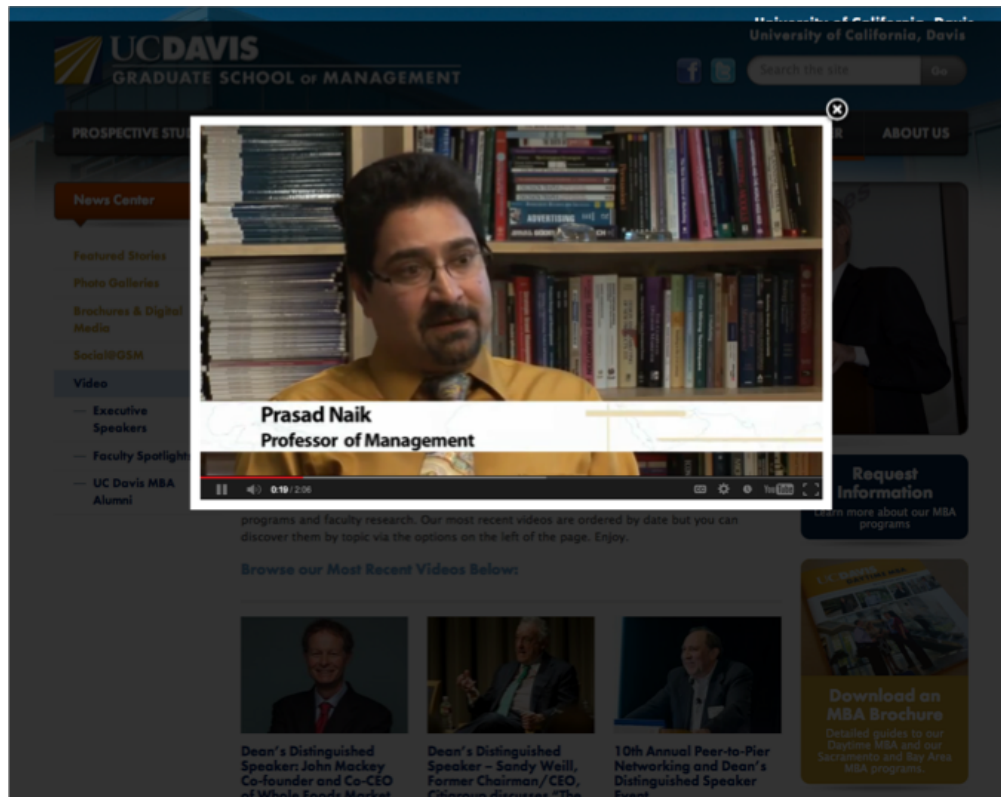 University of California, Davis
UCDAVIS
GRADUATE SCHOOL OF MANAGEMENT
Search the site
Go
PROSPECTIVE
ABOUT US
News Center
Featured Stories
Photo Galleries
Brochures & Digital
Media
Social@GSM
Video
— Executive
Speakers
— Faculty Spotlights
— UC Davis MBA
Alumni
ADVERTISING
Prasad Naik
Professor of Management
0:19 / 2:06
YouTube
Request
Information
Learn more about our MBA
programs
programs and faculty research. Our most recent videos are ordered by date but you can
discover them by topic via the options on the left of the page. Enjoy.
Browse our Most Recent Videos Below:
Dean's Distinguished
Speaker: John Mackey
Co-founder and Co-CEO
of Whole Foods Market
Dean's Distinguished
Speaker – Sandy Weill,
Former Chairman/CEO,
Citigroup discusses "The
10th Annual Peer-to-Pier
Networking and Dean's
Distinguished Speaker
Event
UC DAVIS
Download an
MBA Brochure
Detailed guides to our
Daytime MBA and our
Sacramento and Bay Area
MBA programs.